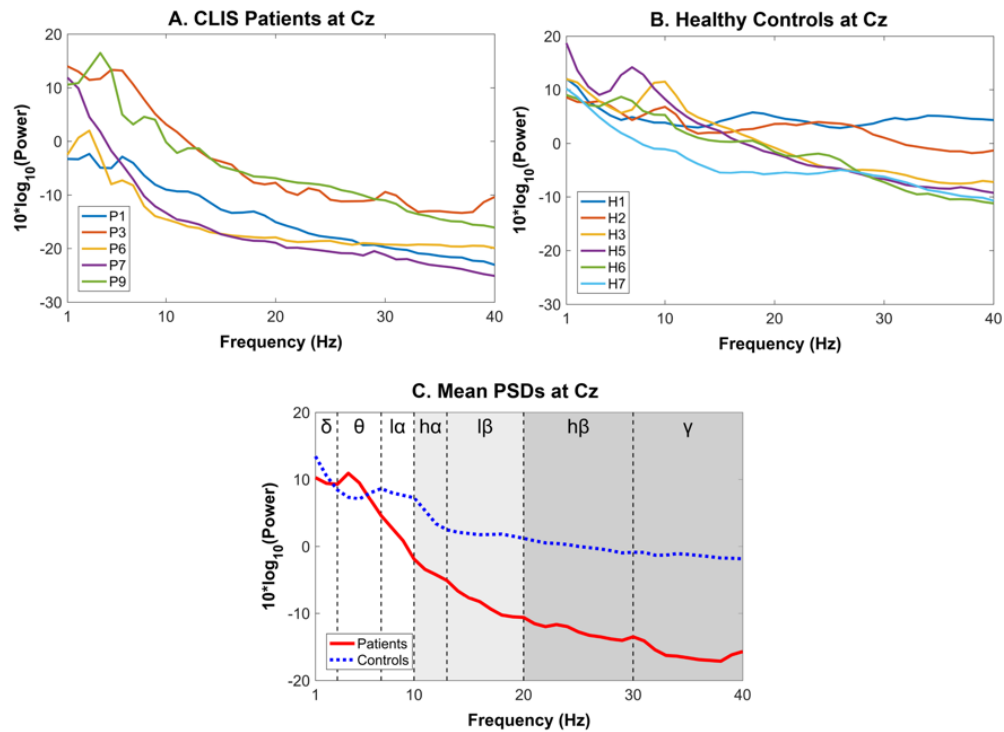 A. CLIS Patients at Cz
20
10
0
-10
-20
-30
10*log10(Power)
P1
P3
P6
P7
P9
1
10
20
30
40
Frequency (Hz)
B. Healthy Controls at Cz
20
10
0
-10
-20
-30
10*log10(Power)
H1
H2
H3
H5
H6
H7
1
10
20
30
40
Frequency (Hz)
C. Mean PSDs at Cz
20
10
0
-10
-20
10*log10(Power)
δ θ lα hα lβ hβ γ
Patients
Controls
1
10
20
30
40
Frequency (Hz)